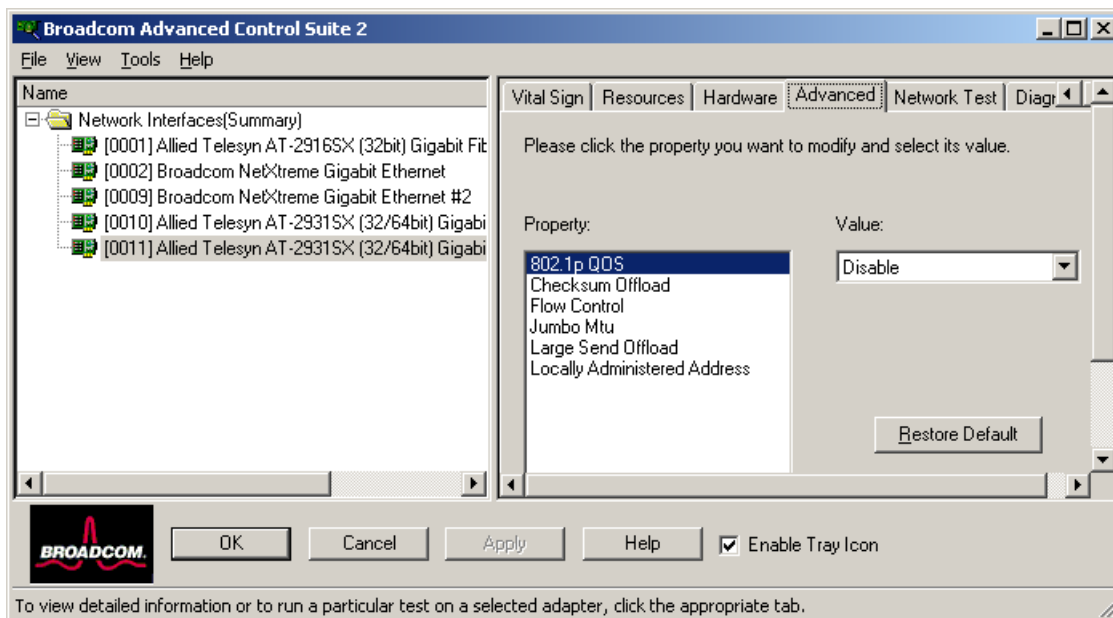 Broadcom Advanced Control Suite 2
File View Tools Help
Name
Network Interfaces(Summary)
[0001] Allied Telesyn AT-2916SX (32bit) Gigabit Fit
[0002] Broadcom NetXtreme Gigabit Ethernet
[0009] Broadcom NetXtreme Gigabit Ethernet #2
[0010] Allied Telesyn AT-2931SX (32/64bit) Gigabi
[0011] Allied Telesyn AT-2931SX (32/64bit) Gigabi
Vital Sign Resources Hardware Advanced Network Test Diagr
Please click the property you want to modify and select its value.
Property: Value:
802.1p QOS Disable
Checksum Offload
Flow Control
Jumbo Mtu
Large Send Offload
Locally Administered Address
Restore Default
BROADCOM. OK Cancel Apply Help Enable Tray Icon
To view detailed information or to run a particular test on a selected adapter, click the appropriate tab.